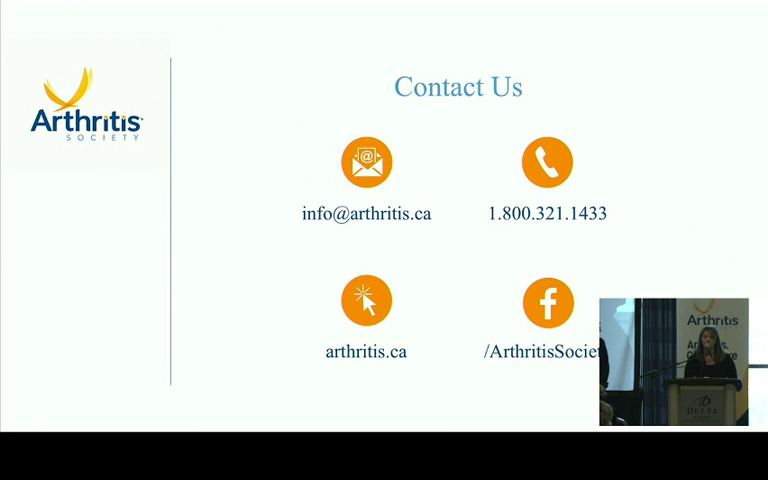 Arthritis
SOCIETY
Contact Us
info@arthritis.ca
1.800.321.1433
arthritis.ca
/ArthritisSociet
Arthritis
DELTA